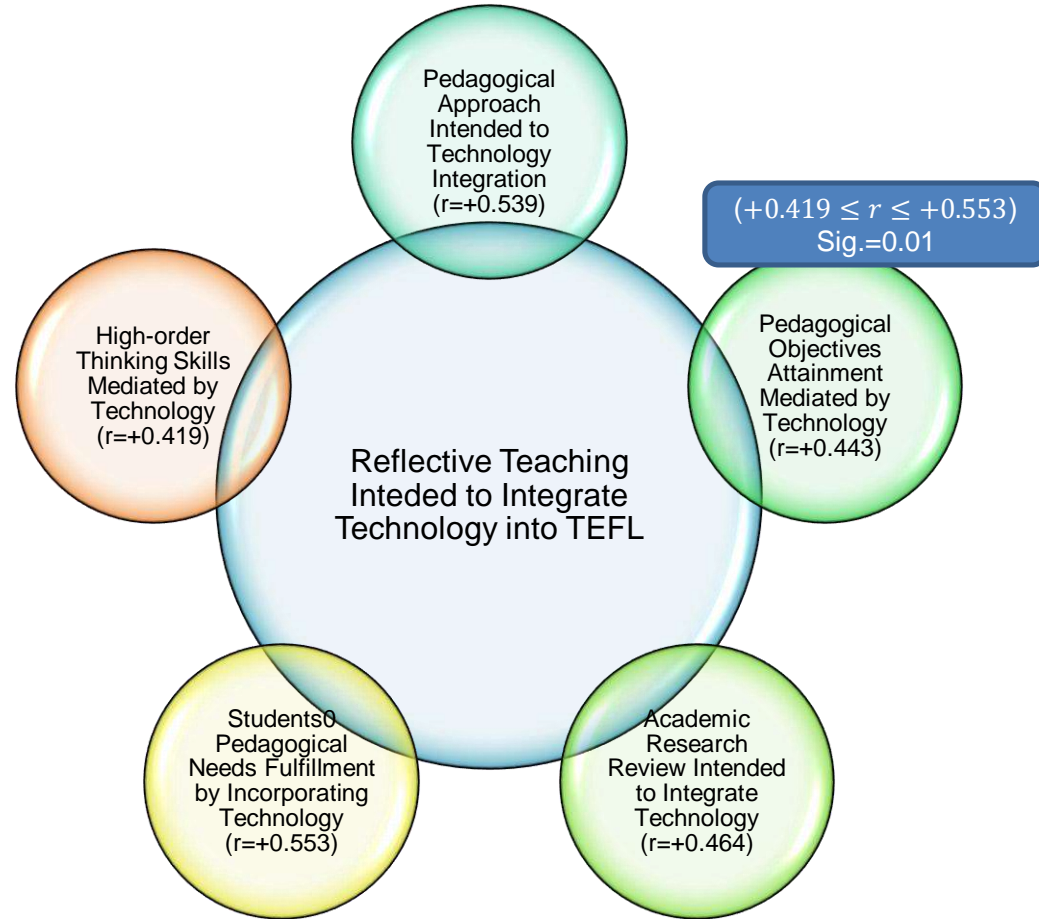 Pedagogical
Approach
Intended to
Technology
Integration
(r=+0.539)
(+0.419 ≤ r ≤ +0.553)
Sig.=0.01
Pedagogical
Objectives
Attainment
Mediated by
Technology
(r=+0.443)
Academic
Research
Review Intended
to Integrate
Technology
(r=+0.464)
Students0
Pedagogical
Needs Fulfillment
by Incorporating
Technology
(r=+0.553)
High-order
Thinking Skills
Mediated by
Technology
(r=+0.419)
Reflective Teaching
Inteded to Integrate
Technology into TEFL